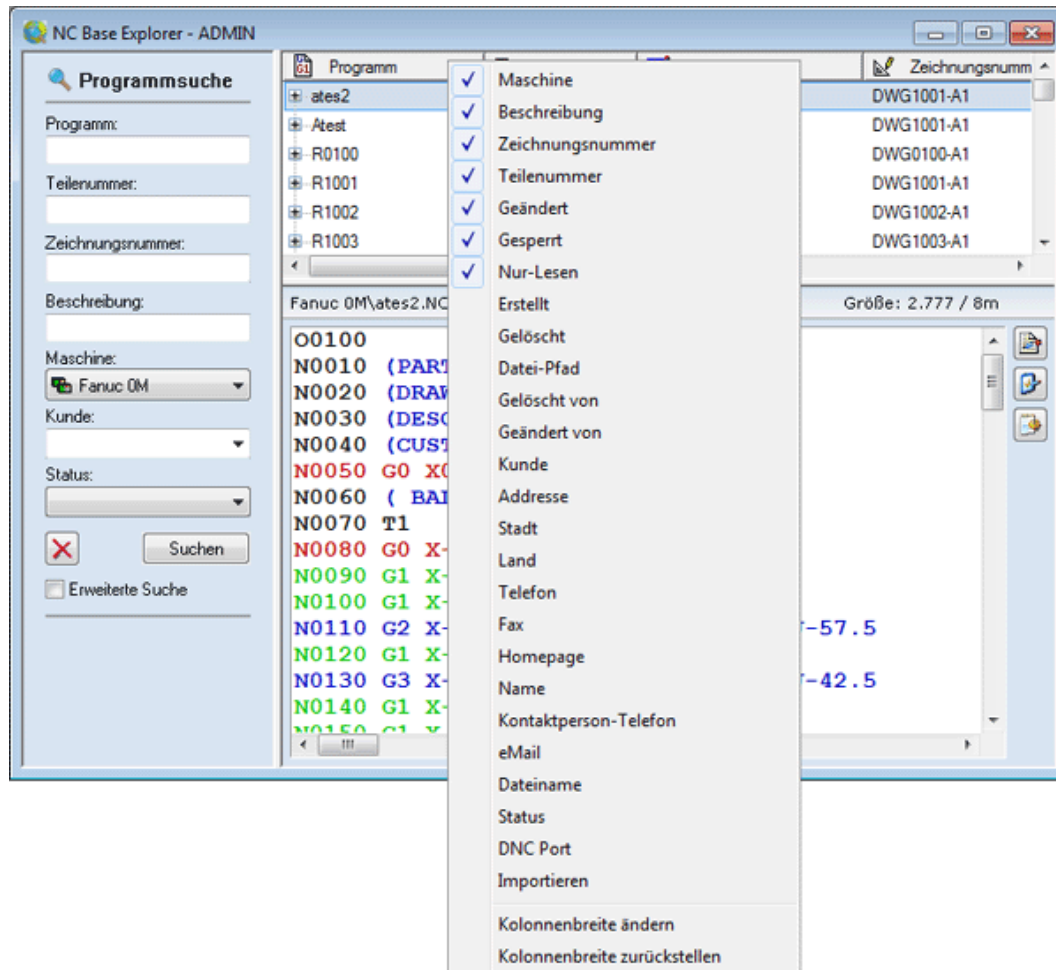 NC Base Explorer - ADMIN
Programmsuche
Programm:
Teilenummer:
Zeichnungsnummer:
Beschreibung:
Maschine:
Fanuc 0M
Kunde:
Status:
Suchen
Erweiterte Suche
Programm Zeichnungsnumm
ates2 DWG1001-A1
Atest DWG1001-A1
R0100 DWG0100-A1
R1001 DWG1001-A1
R1002 DWG1002-A1
R1003 DWG1003-A1
Fanuc 0M\ates2.NC Größe: 2.777 / 8m
O0100
N0010 (PART
N0020 (DRAW
N0030 (DESC
N0040 (CUST
N0050 G0 X0
N0060 ( BAL
N0070 T1
N0080 G0 X-
N0090 G1 X-
N0100 G1 X-
N0110 G2 X- -57.5
N0120 G1 X-
N0130 G3 X- -42.5
N0140 G1 X-
N0150 G1 X
Maschine
Beschreibung
Zeichnungsnummer
Teilenummer
Geändert
Gesperrt
Nur-Lesen
Erstellt
Gelöscht
Datei-Pfad
Gelöscht von
Geändert von
Kunde
Addresse
Stadt
Land
Telefon
Fax
Homepage
Name
Kontaktperson-Telefon
eMail
Dateiname
Status
DNC Port
Importieren
Kolonnenbreite ändern
Kolonnenbreite zurückstellen